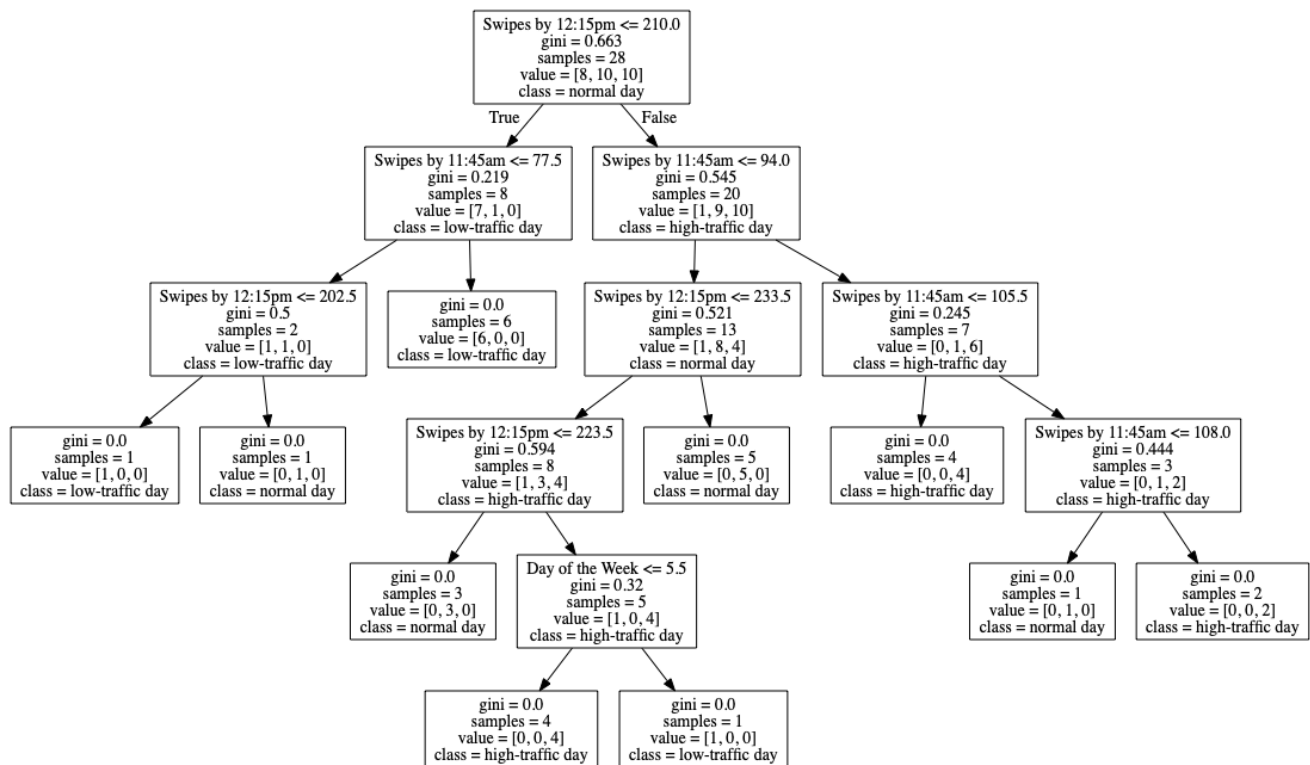 Swipes by 12:15pm <= 210.0
gini = 0.663
samples = 28
value = [8, 10, 10]
class = normal day
True
False
Swipes by 11:45am <= 77.5
gini = 0.219
samples = 8
value = [7, 1, 0]
class = low-traffic day
Swipes by 11:45am <= 94.0
gini = 0.545
samples = 20
value = [1, 9, 10]
class = high-traffic day
Swipes by 12:15pm <= 202.5
gini = 0.5
samples = 2
value = [1, 1, 0]
class = low-traffic day
gini = 0.0
samples = 6
value = [6, 0, 0]
class = low-traffic day
Swipes by 12:15pm <= 233.5
gini = 0.521
samples = 13
value = [1, 8, 4]
class = normal day
Swipes by 11:45am <= 105.5
gini = 0.245
samples = 7
value = [0, 1, 6]
class = high-traffic day
gini = 0.0
samples = 1
value = [1, 0, 0]
class = low-traffic day
gini = 0.0
samples = 1
value = [0, 1, 0]
class = normal day
Swipes by 12:15pm <= 223.5
gini = 0.594
samples = 8
value = [1, 3, 4]
class = high-traffic day
gini = 0.0
samples = 5
value = [0, 5, 0]
class = normal day
gini = 0.0
samples = 4
value = [0, 0, 4]
class = high-traffic day
Swipes by 11:45am <= 108.0
gini = 0.444
samples = 3
value = [0, 1, 2]
class = high-traffic day
gini = 0.0
samples = 3
value = [0, 3, 0]
class = normal day
Day of the Week <= 5.5
gini = 0.32
samples = 5
value = [1, 0, 4]
class = high-traffic day
gini = 0.0
samples = 1
value = [0, 1, 0]
class = normal day
gini = 0.0
samples = 2
value = [0, 0, 2]
class = high-traffic day
gini = 0.0
samples = 4
value = [0, 0, 4]
class = high-traffic day
gini = 0.0
samples = 1
value = [1, 0, 0]
class = low-traffic day